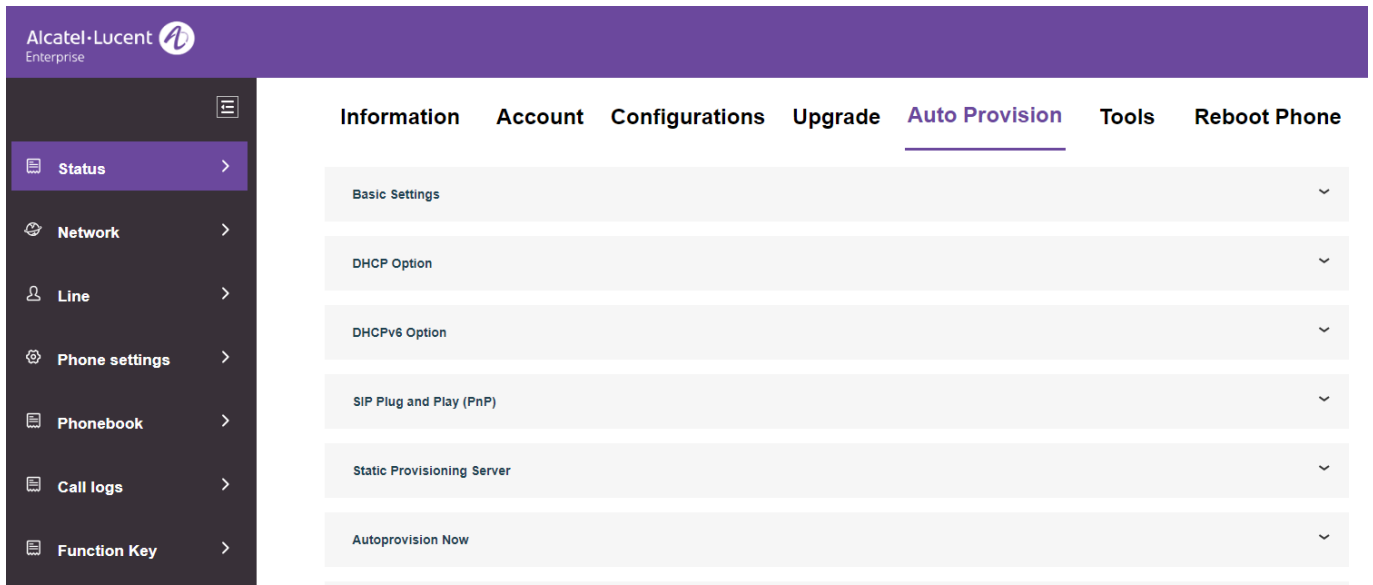 Alcatel·Lucent
Enterprise
Information Account Configurations Upgrade Auto Provision Tools Reboot Phone
Status
Network
Line
Phone settings
Phonebook
Call logs
Function Key
Basic Settings
DHCP Option
DHCPv6 Option
SIP Plug and Play (PnP)
Static Provisioning Server
Autoprovision Now